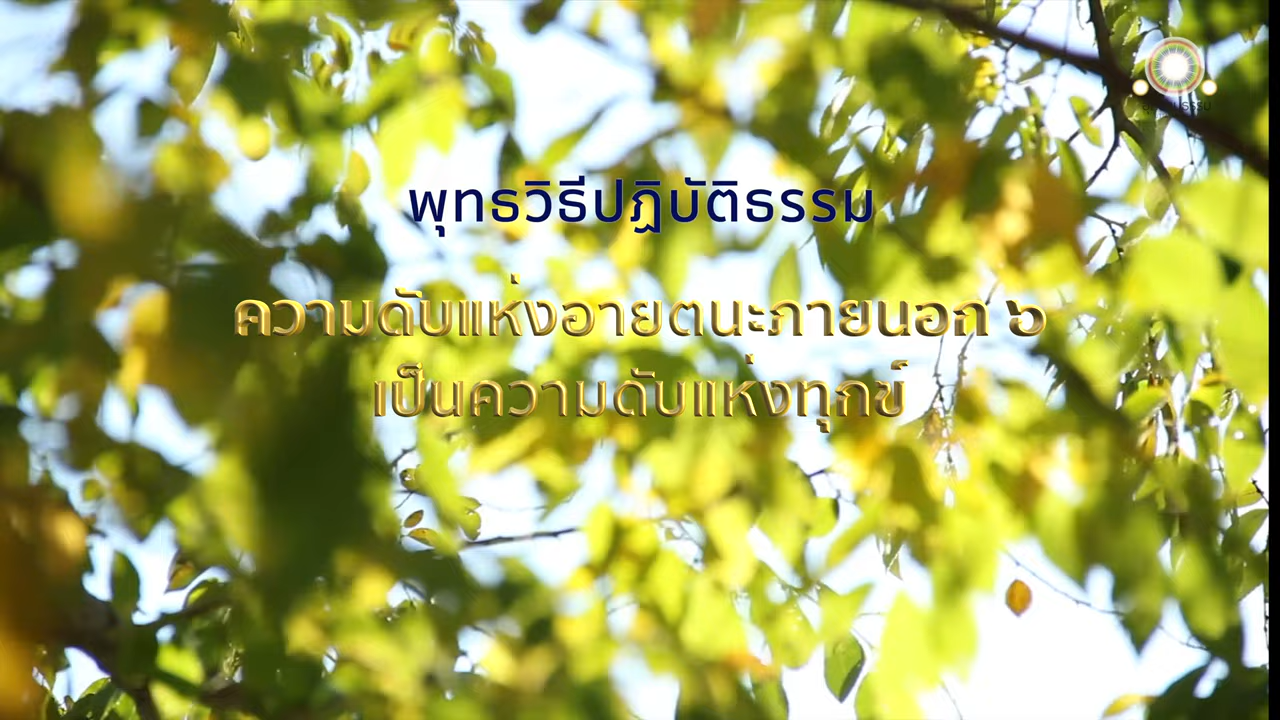 พุทธวิธีปฏิบัติธรรม
ความดับแห่งอายตนะภายนอก ๖
เป็นความดับแห่งทุกข์